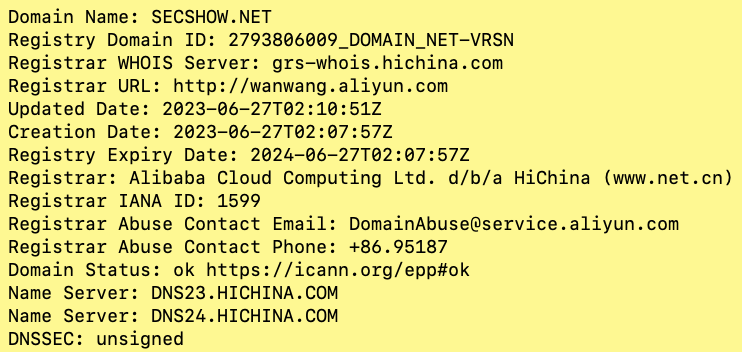 Domain Name: SECSHOW.NET
Registry Domain ID: 2793806009_DOMAIN_NET-VRSN
Registrar WHOIS Server: grs-whois.hichina.com
Registrar URL: http://wanwang.aliyun.com
Updated Date: 2023-06-27T02:10:51Z
Creation Date: 2023-06-27T02:07:57Z
Registry Expiry Date: 2024-06-27T02:07:57Z
Registrar: Alibaba Cloud Computing Ltd. d/b/a HiChina (www.net.cn)
Registrar IANA ID: 1599
Registrar Abuse Contact Email: DomainAbuse@service.aliyun.com
Registrar Abuse Contact Phone: +86.95187
Domain Status: ok https://icann.org/epp#ok
Name Server: DNS23.HICHINA.COM
Name Server: DNS24.HICHINA.COM
DNSSEC: unsigned